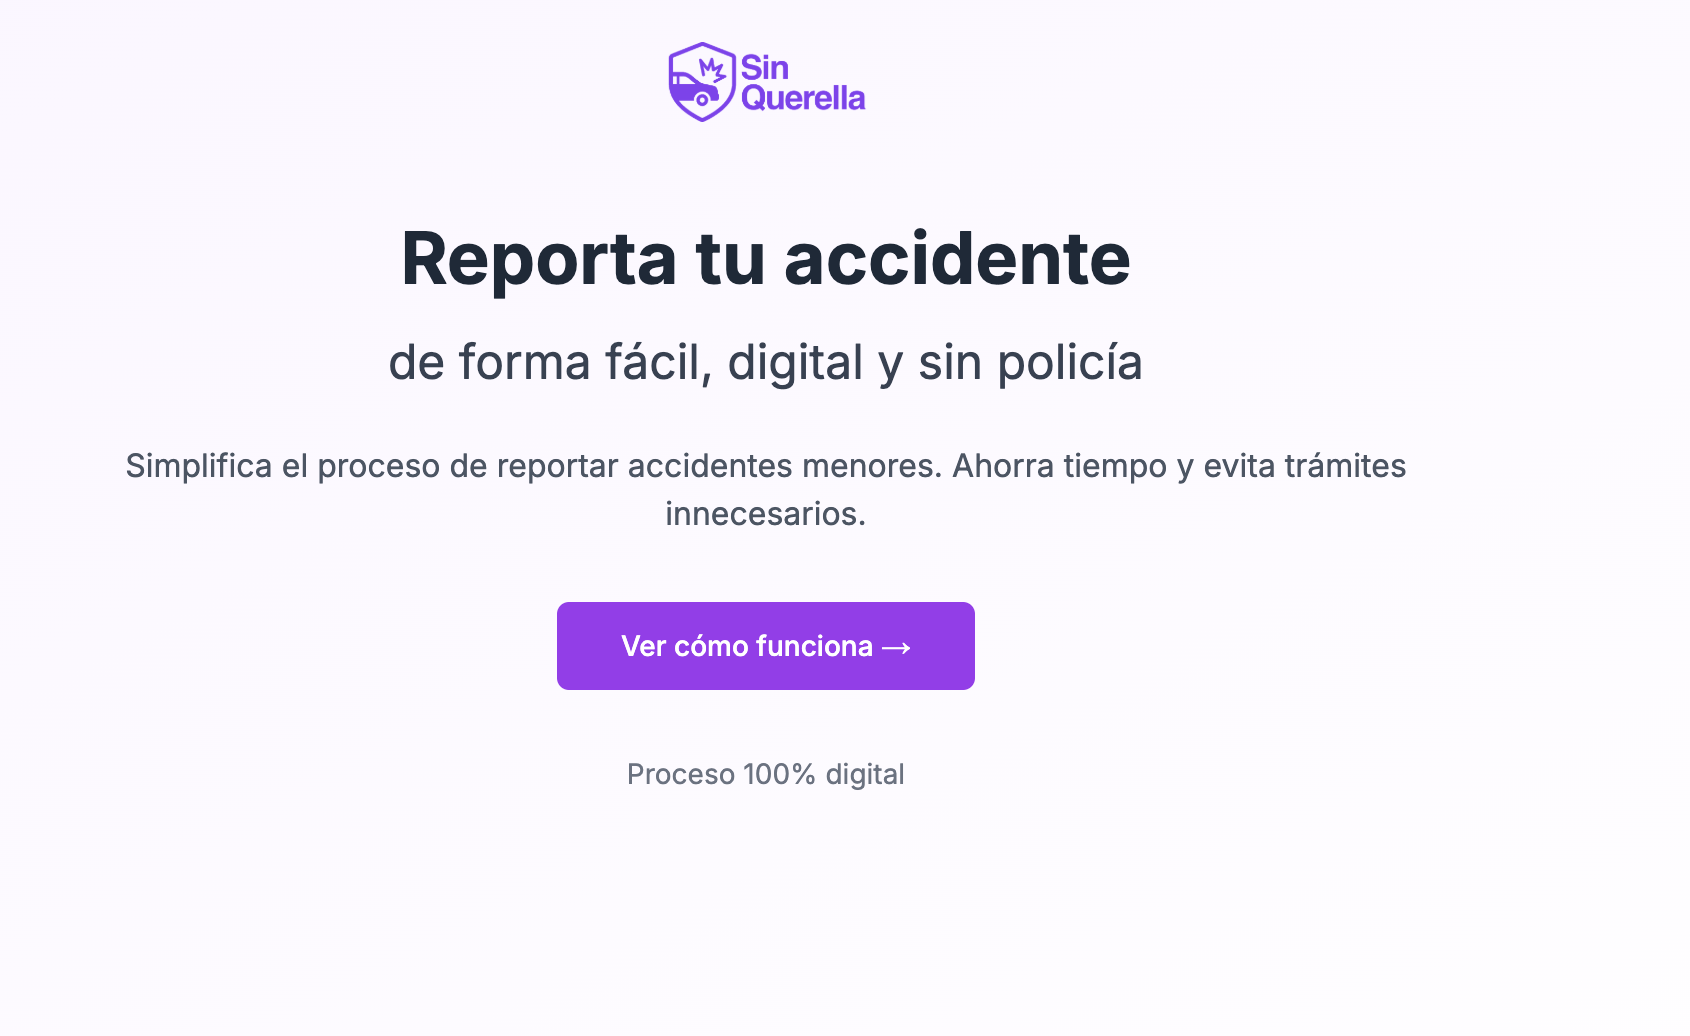 Sin
Querella
Reporta tu accidente
de forma fácil, digital y sin policía
Simplifica el proceso de reportar accidentes menores. Ahorra tiempo y evita trámites
innecesarios.
Ver cómo funciona →
Proceso 100% digital